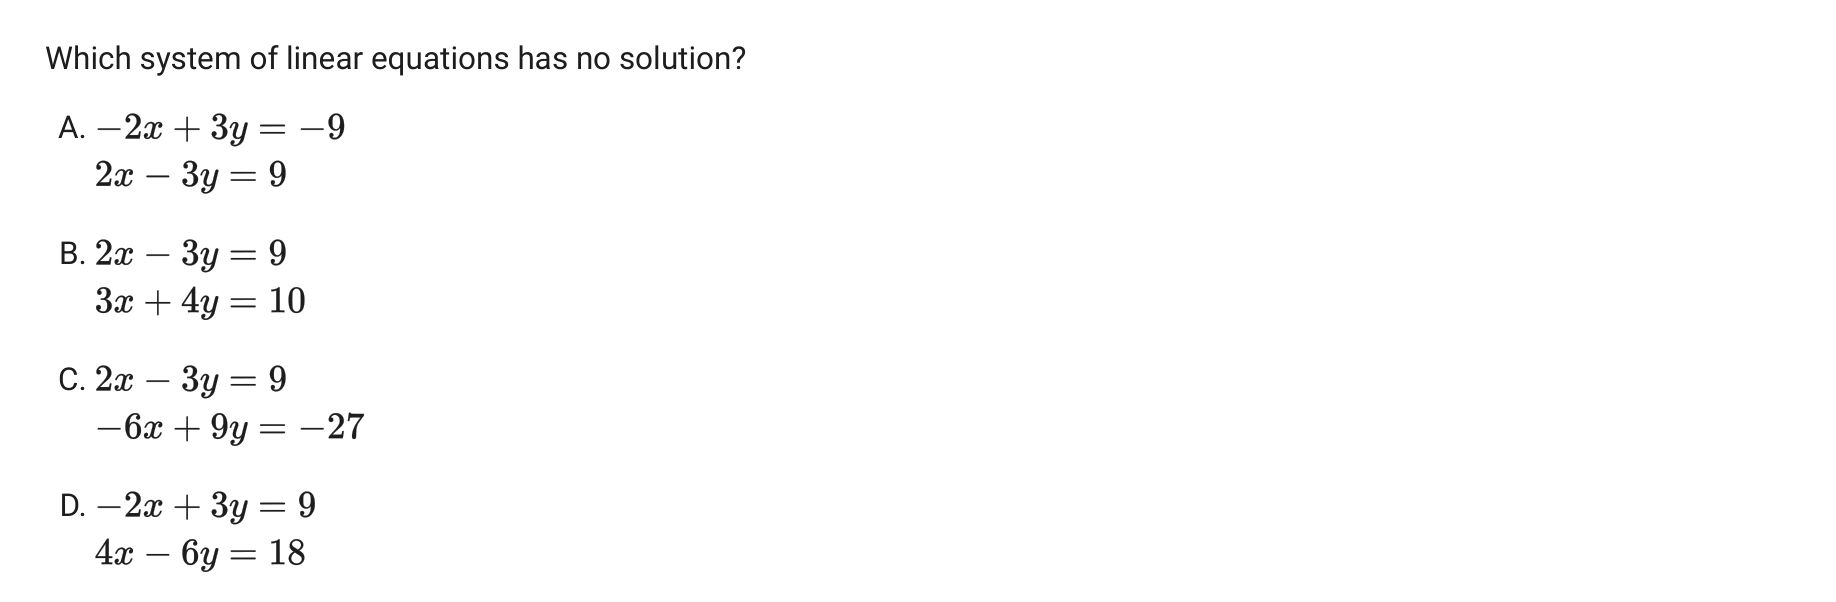 Which system of linear equations has no solution?
A. −2x + 3y = −9
2x − 3y = 9
B. 2x − 3y = 9
3x + 4y = 10
C. 2x − 3y = 9
−6x + 9y = −27
D. −2x + 3y = 9
4x − 6y = 18